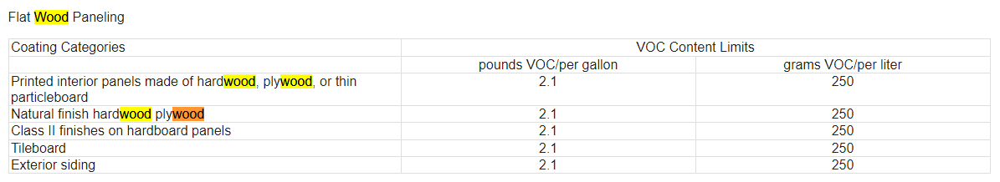 Flat Wood Paneling
Coating Categories VOC Content Limits
pounds VOC/per gallon grams VOC/per liter
Printed interior panels made of hardwood, plywood, or thin 2.1 250
particleboard
Natural finish hardwood plywood 2.1 250
Class II finishes on hardboard panels 2.1 250
Tileboard 2.1 250
Exterior siding 2.1 250